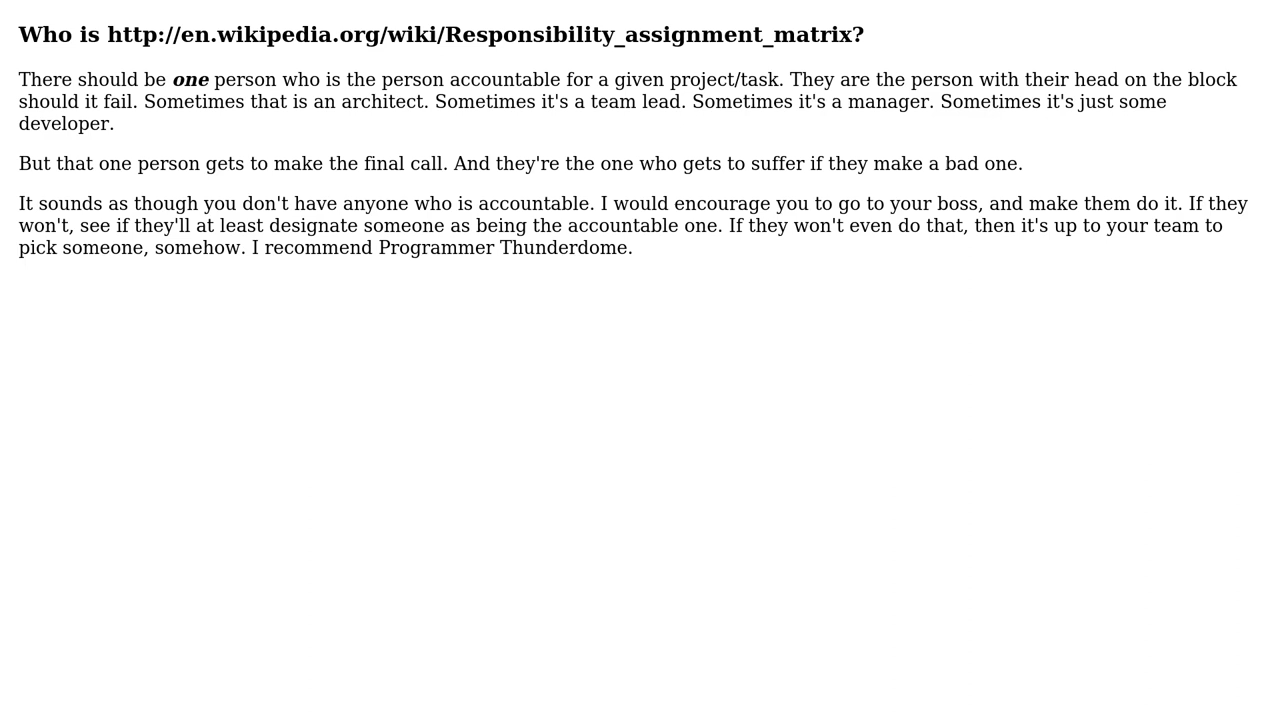 Who is http://en.wikipedia.org/wiki/Responsibility_assignment_matrix?
There should be one person who is the person accountable for a given project/task. They are the person with their head on the block
should it fail. Sometimes that is an architect. Sometimes it's a team lead. Sometimes it's a manager. Sometimes it's just some
developer.
But that one person gets to make the final call. And they're the one who gets to suffer if they make a bad one.
It sounds as though you don't have anyone who is accountable. I would encourage you to go to your boss, and make them do it. If they
won't, see if they'll at least designate someone as being the accountable one. If they won't even do that, then it's up to your team to
pick someone, somehow. I recommend Programmer Thunderdome.